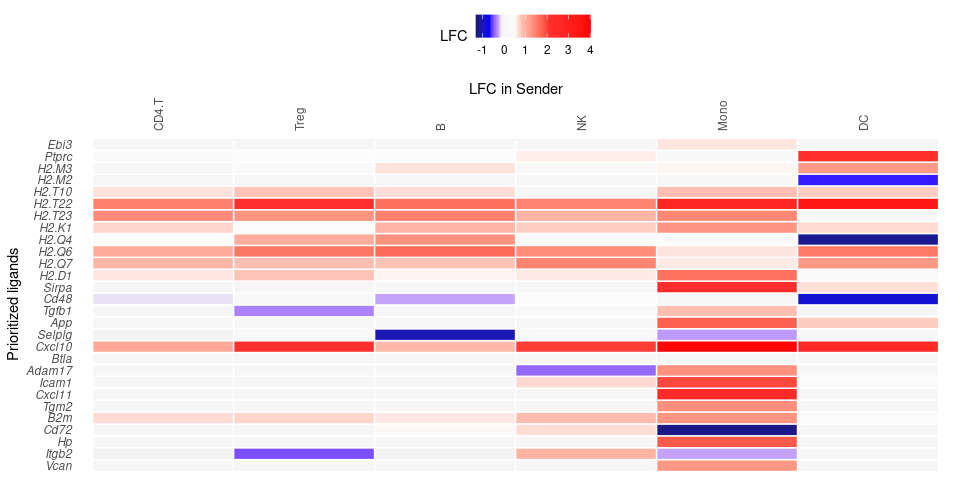 LFC
-1 0 1 2 3 4
LFC in Sender
CD4.T Treg B NK Mono DC
Prioritized ligands
Ebi3
Ptprc
H2.M3
H2.M2
H2.T10
H2.T22
H2.T23
H2.K1
H2.Q4
H2.Q6
H2.Q7
H2.D1
Sirpa
Cd48
Tgfb1
App
Selplg
Cxcl10
Btla
Adam17
Icam1
Cxcl11
Tgm2
B2m
Cd72
Hp
Itgb2
Vcan